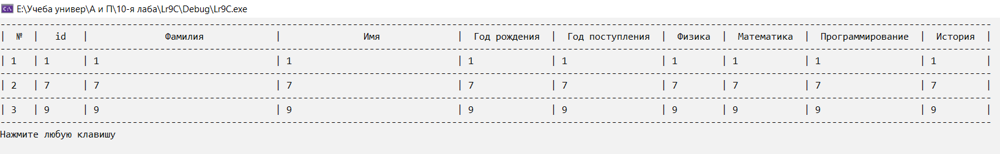 E:\Учеба универ\А и П\10-я лаба\Lr9C\Debug\Lr9C.exe
| № | id | Фамилия | Имя | Год рождения | Год поступления | Физика | Математика | Программирование | История |
| 1 | 1 | 1 | 1 | 1 | 1 | 1 | 1 | 1 | 1 |
| 2 | 7 | 7 | 7 | 7 | 7 | 7 | 7 | 7 | 7 |
| 3 | 9 | 9 | 9 | 9 | 9 | 9 | 9 | 9 | 9 |
Нажмите любую клавишу